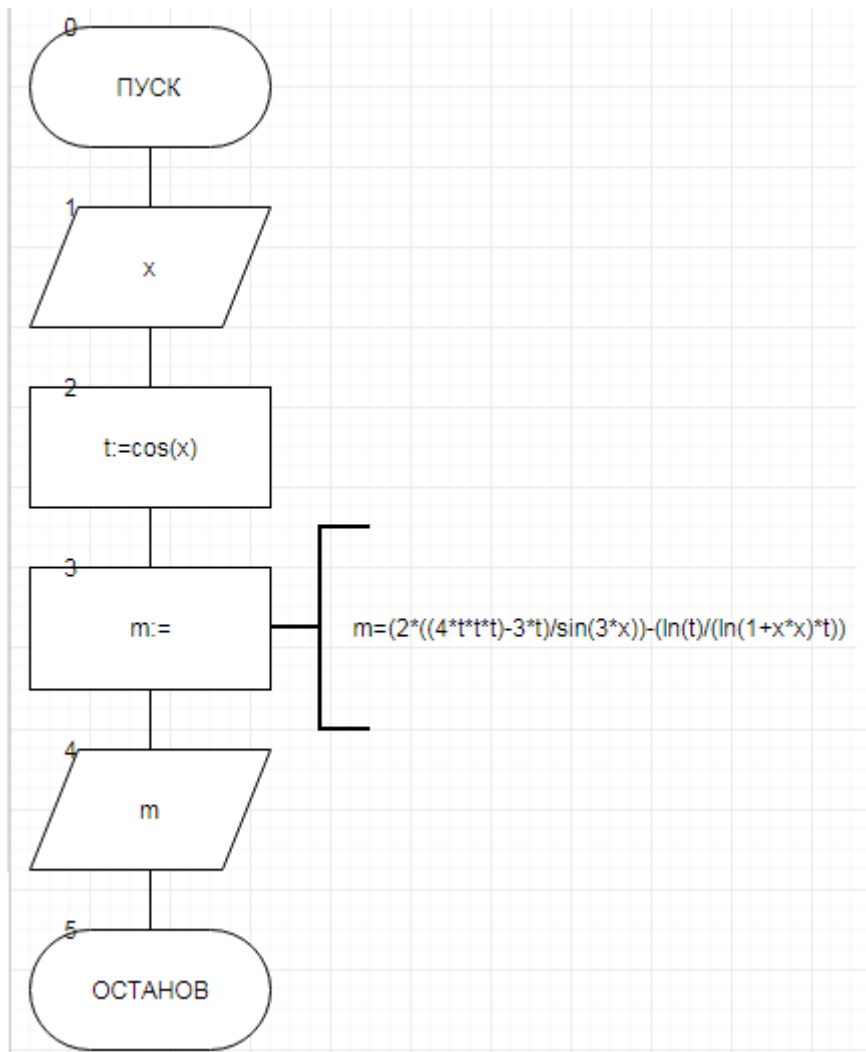 0
ПУСК
1
x
2
t:=cos(x)
3
m:=
m=(2*((4*t*t*t)-3*t)/sin(3*x))-(ln(t)/(ln(1+x*x)*t))
4
m
5
ОСТАНОВ